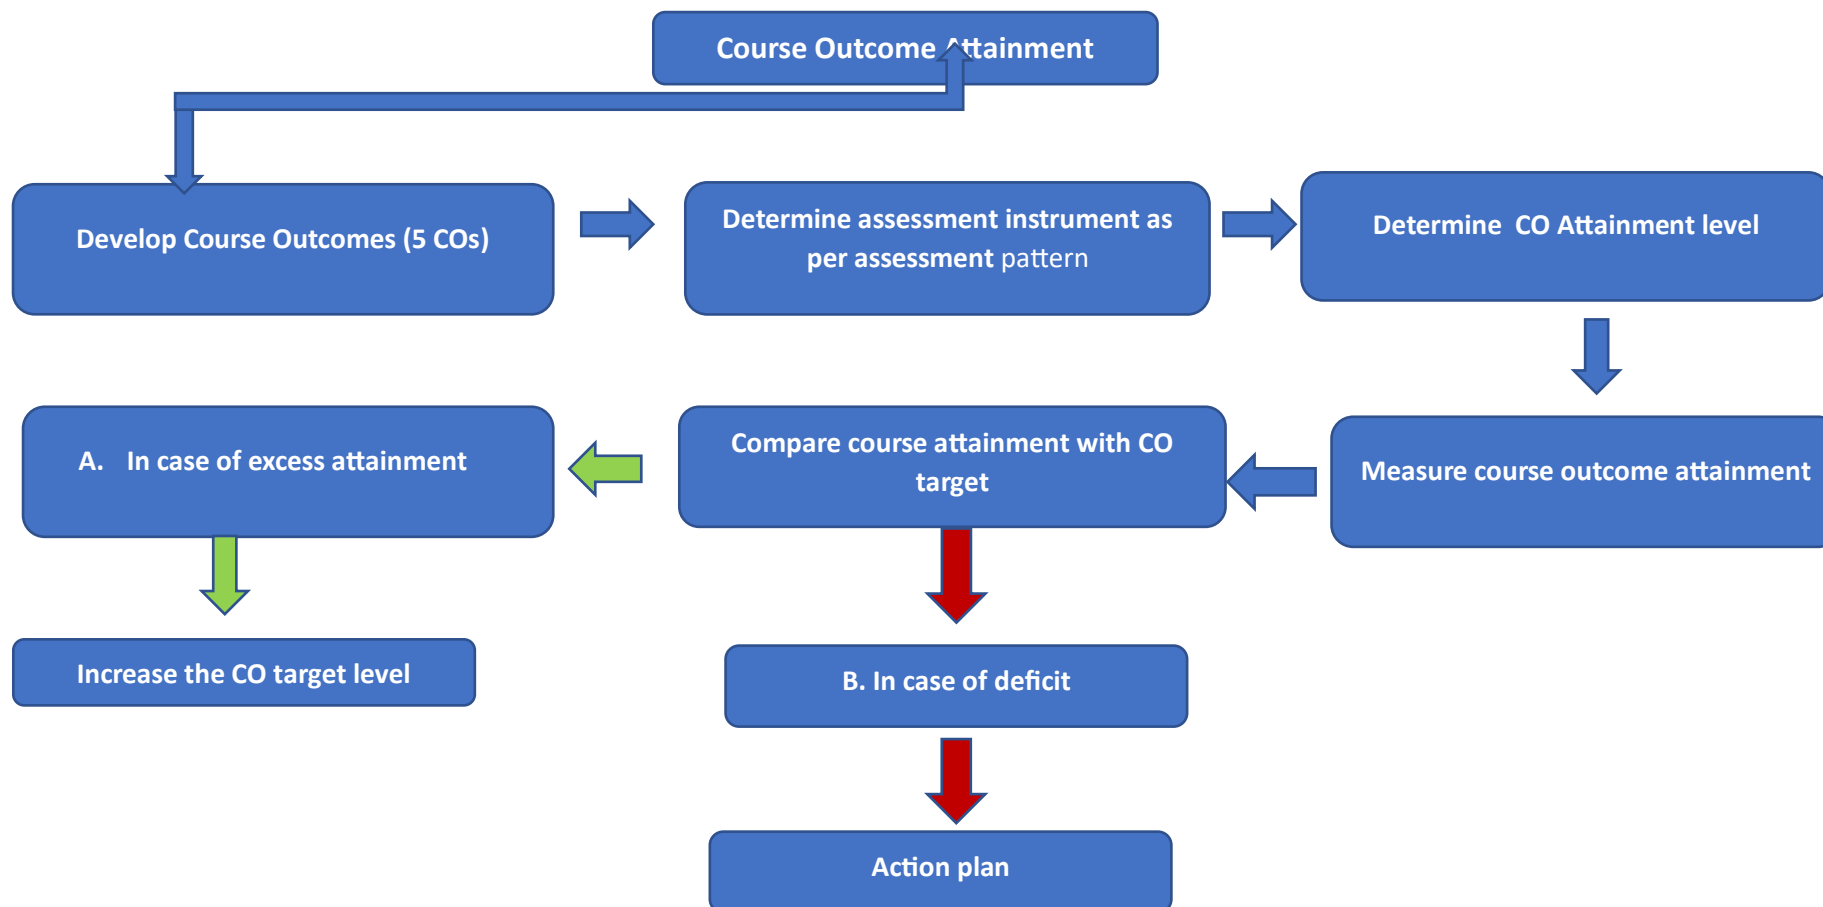 Course Outcome Attainment
Develop Course Outcomes (5 COs)
Determine assessment instrument as
per assessment pattern
Determine CO Attainment level
A. In case of excess attainment
Compare course attainment with CO
target
Measure course outcome attainment
Increase the CO target level
B. In case of deficit
Action plan